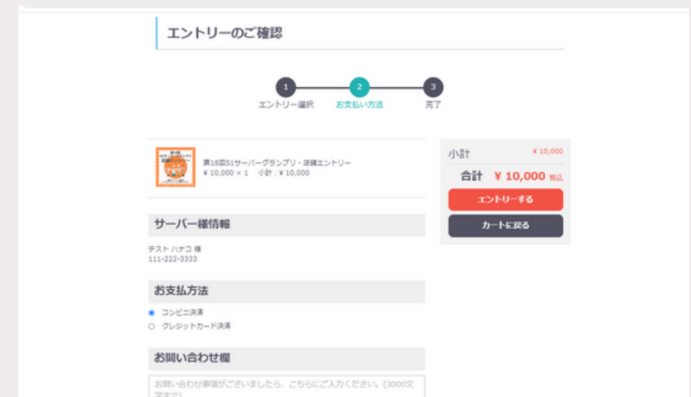 エントリーのご確認
1
2
3
エントリー選択
お支払い方法
完了
第18回S1サーバーグランプリ・店舗エントリー
¥ 10,000 × 1 小計：¥ 10,000
小計 ¥ 10,000
合計 ¥ 10,000 税込
エントリーする
カートに戻る
サーバー様情報
テスト ハナコ 様
111-222-3333
お支払方法
コンビニ決済
クレジットカード決済
お問い合わせ欄
お問い合わせ事項がございましたら、こちらにご入力ください。(3000文
字まで)